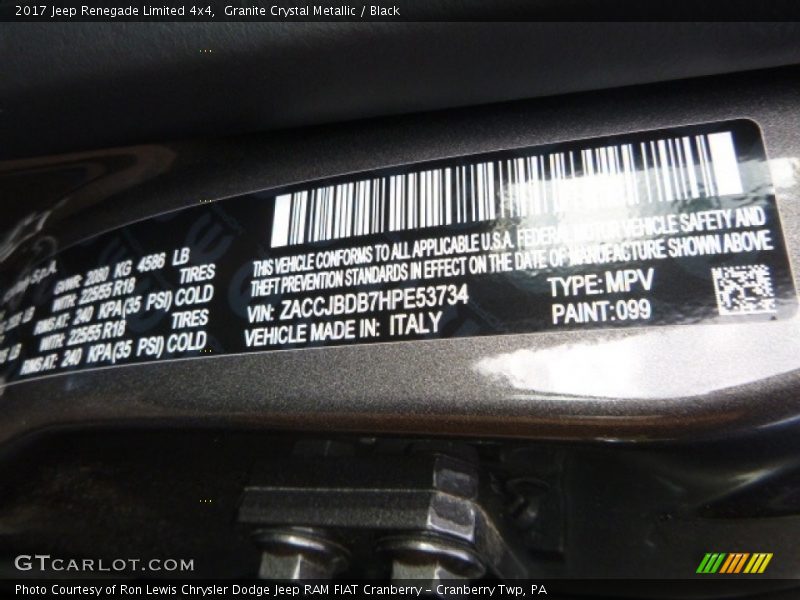 2017 Jeep Renegade Limited 4x4,  Granite Crystal Metallic / Black
S.p.A.
GVWR: 2080 KG 4586 LB
WITH: 22555 R18 TIRES
RIMS AT: 240 KPA(35 PSI) COLD
LB WITH: 22555 R18 TIRES
RIMS AT: 240 KPA(35 PSI) COLD
THIS VEHICLE CONFORMS TO ALL APPLICABLE U.S.A. FEDERAL MOTOR VEHICLE SAFETY AND
THEFT PREVENTION STANDARDS IN EFFECT ON THE DATE OF MANUFACTURE SHOWN ABOVE
VIN: ZACCJBDB7HPE53734 TYPE: MPV
VEHICLE MADE IN: ITALY PAINT: 099
GTCARLOT.COM
Photo Courtesy of Ron Lewis Chrysler Dodge Jeep RAM FIAT Cranberry – Cranberry Twp, PA